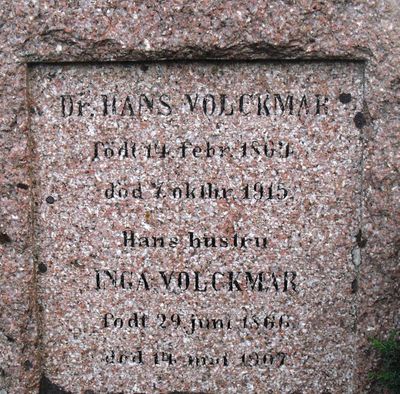 Dr. HANS VOLCKMAR
født 14. febr.
død 7. oktbr. 1915.
Hans hustru
INGA VOLCKMAR
født 29. juni 1866
død 14. mai 1907